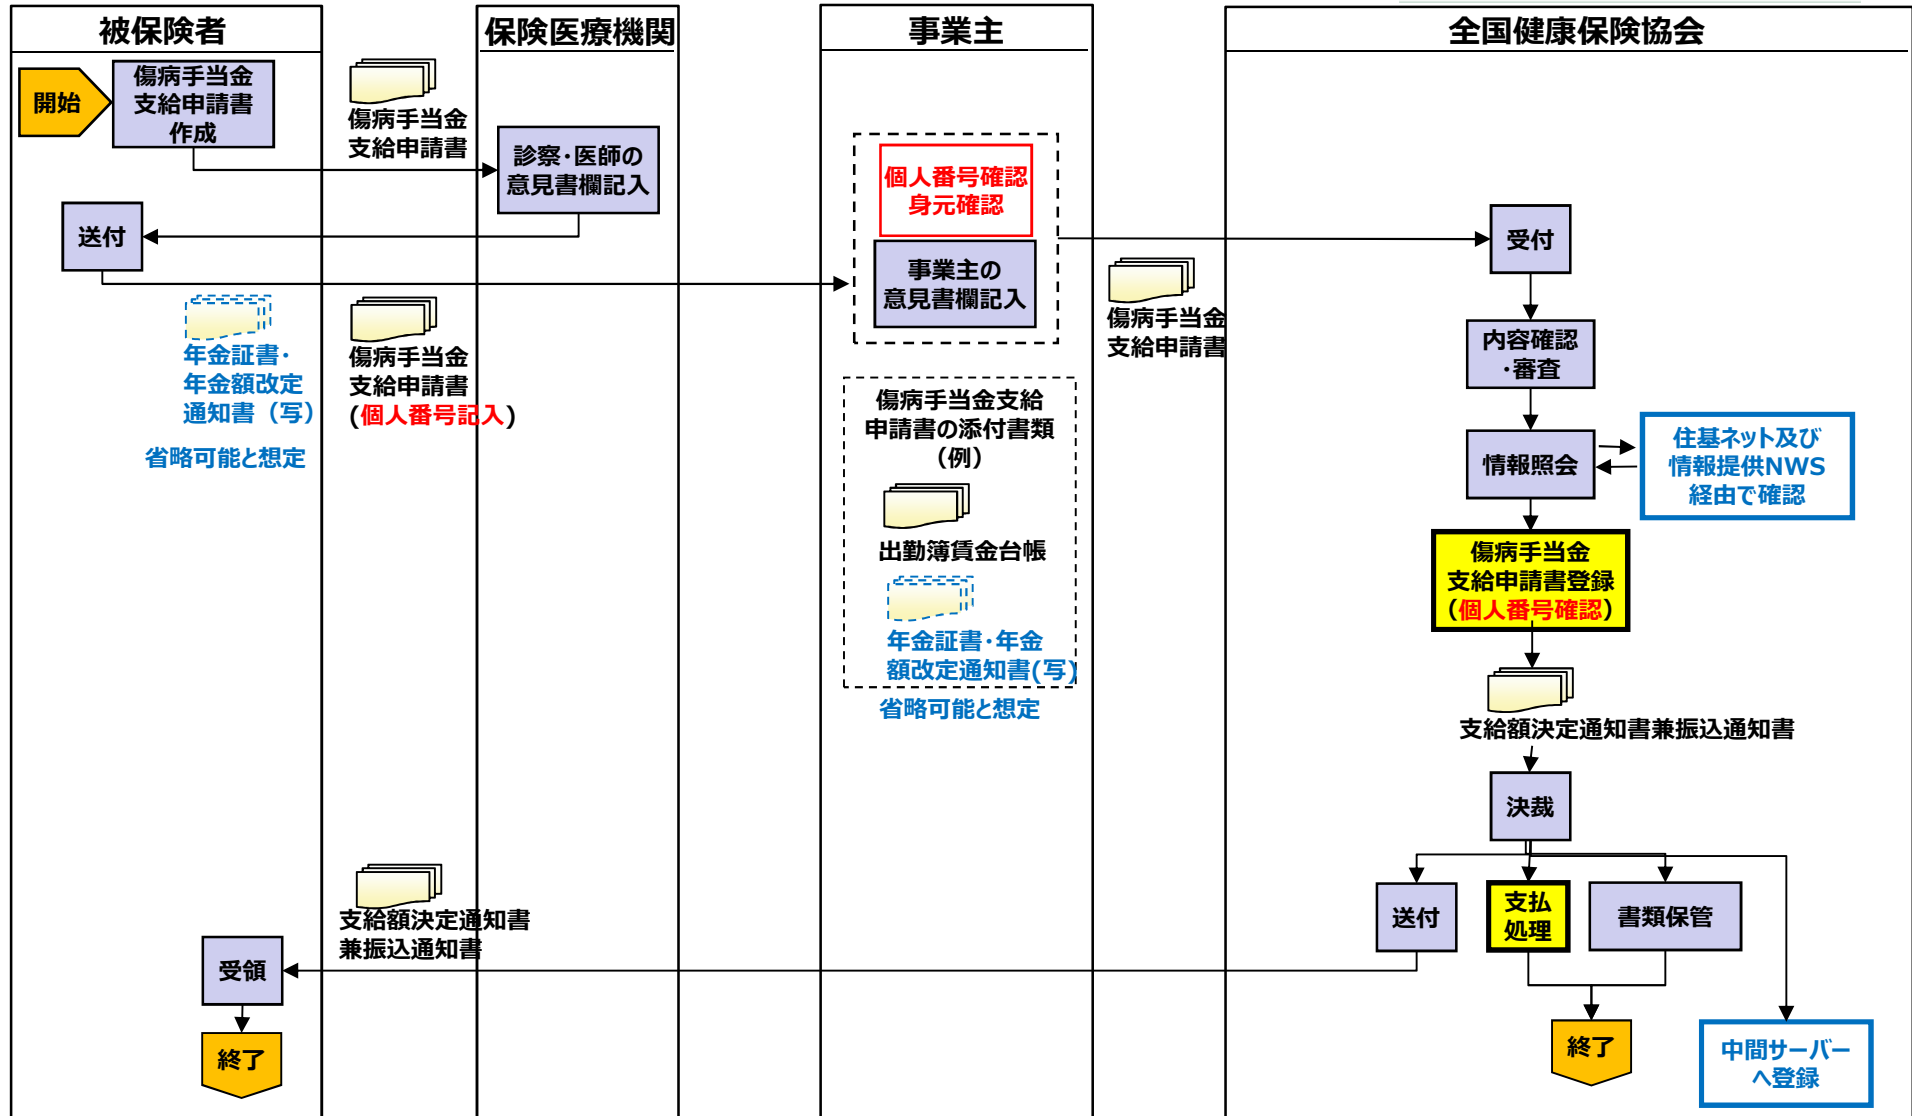 被保険者
保険医療機関
事業主
全国健康保険協会
開始
傷病手当金
支給申請書
作成
傷病手当金
支給申請書
診察・医師の
意見書欄記入
送付
個人番号確認
身元確認
事業主の
意見書欄記入
受付
年金証書・
年金額改定
通知書（写）
省略可能と想定
傷病手当金
支給申請書
(個人番号記入)
傷病手当金
支給申請書
内容確認
・審査
傷病手当金支給
申請書の添付書類
（例）
出勤簿賃金台帳
年金証書・年金
額改定通知書(写)
省略可能と想定
情報照会
住基ネット及び
情報提供NWS
経由で確認
傷病手当金
支給申請書登録
（個人番号確認）
支給額決定通知書兼振込通知書
決裁
送付
支払
処理
書類保管
支給額決定通知書
兼振込通知書
受領
終了
終了
中間サーバー
へ登録